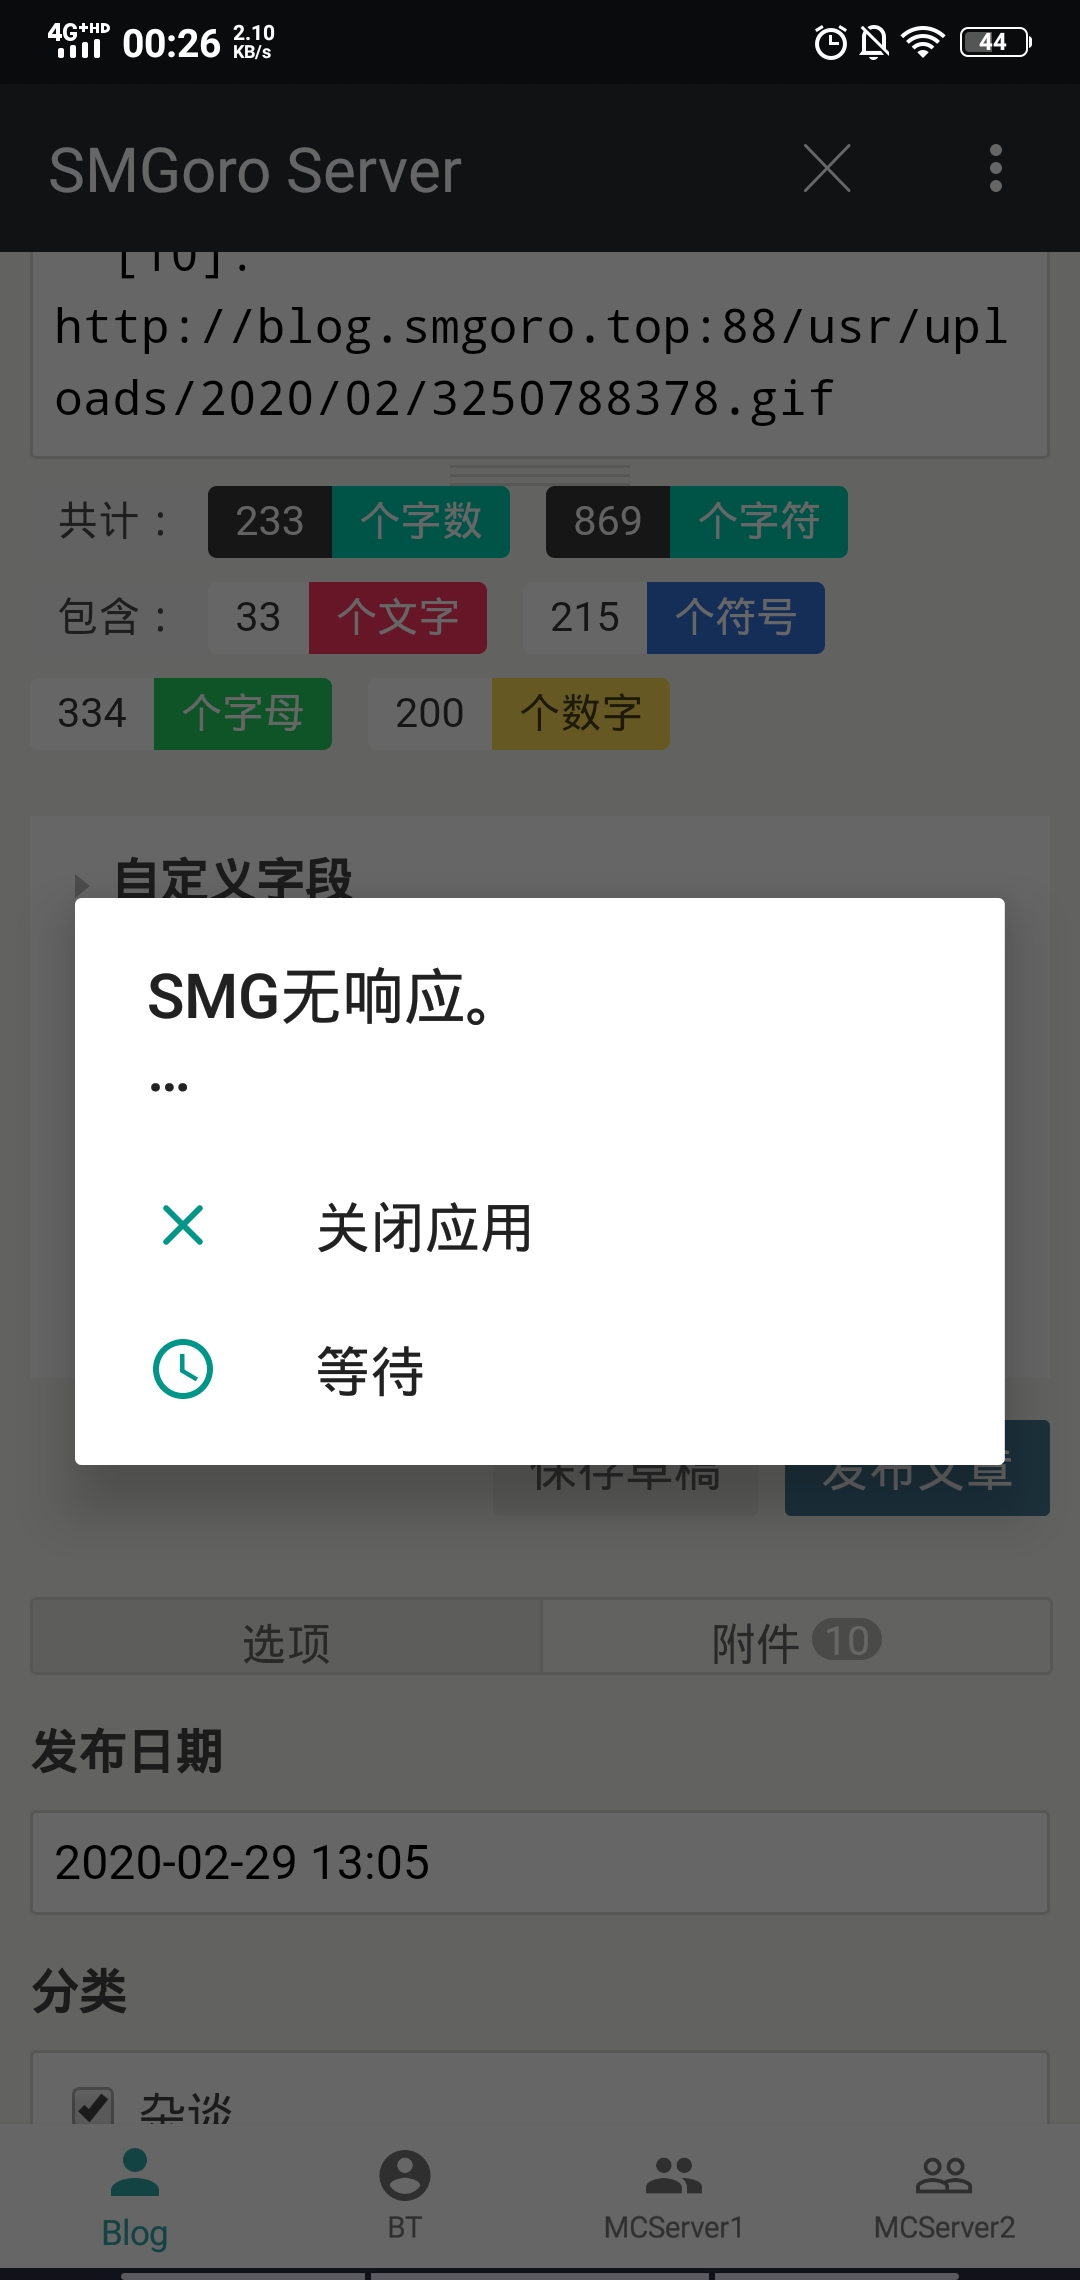 4G+HD 00:26 2.10 KB/s 44
SMGoro Server
[10]:
http://blog.smgoro.top:88/usr/upl
oads/2020/02/3250788378.gif
共计： 233 个字数 869 个字符
包含： 33 个文字 215 个符号
334 个字母 200 个数字
自定义字段
SMG无响应。
...
关闭应用
等待
保存草稿 发布文章
选项 附件 10
发布日期
2020-02-29 13:05
分类
杂谈
Blog BT MCServer1 MCServer2